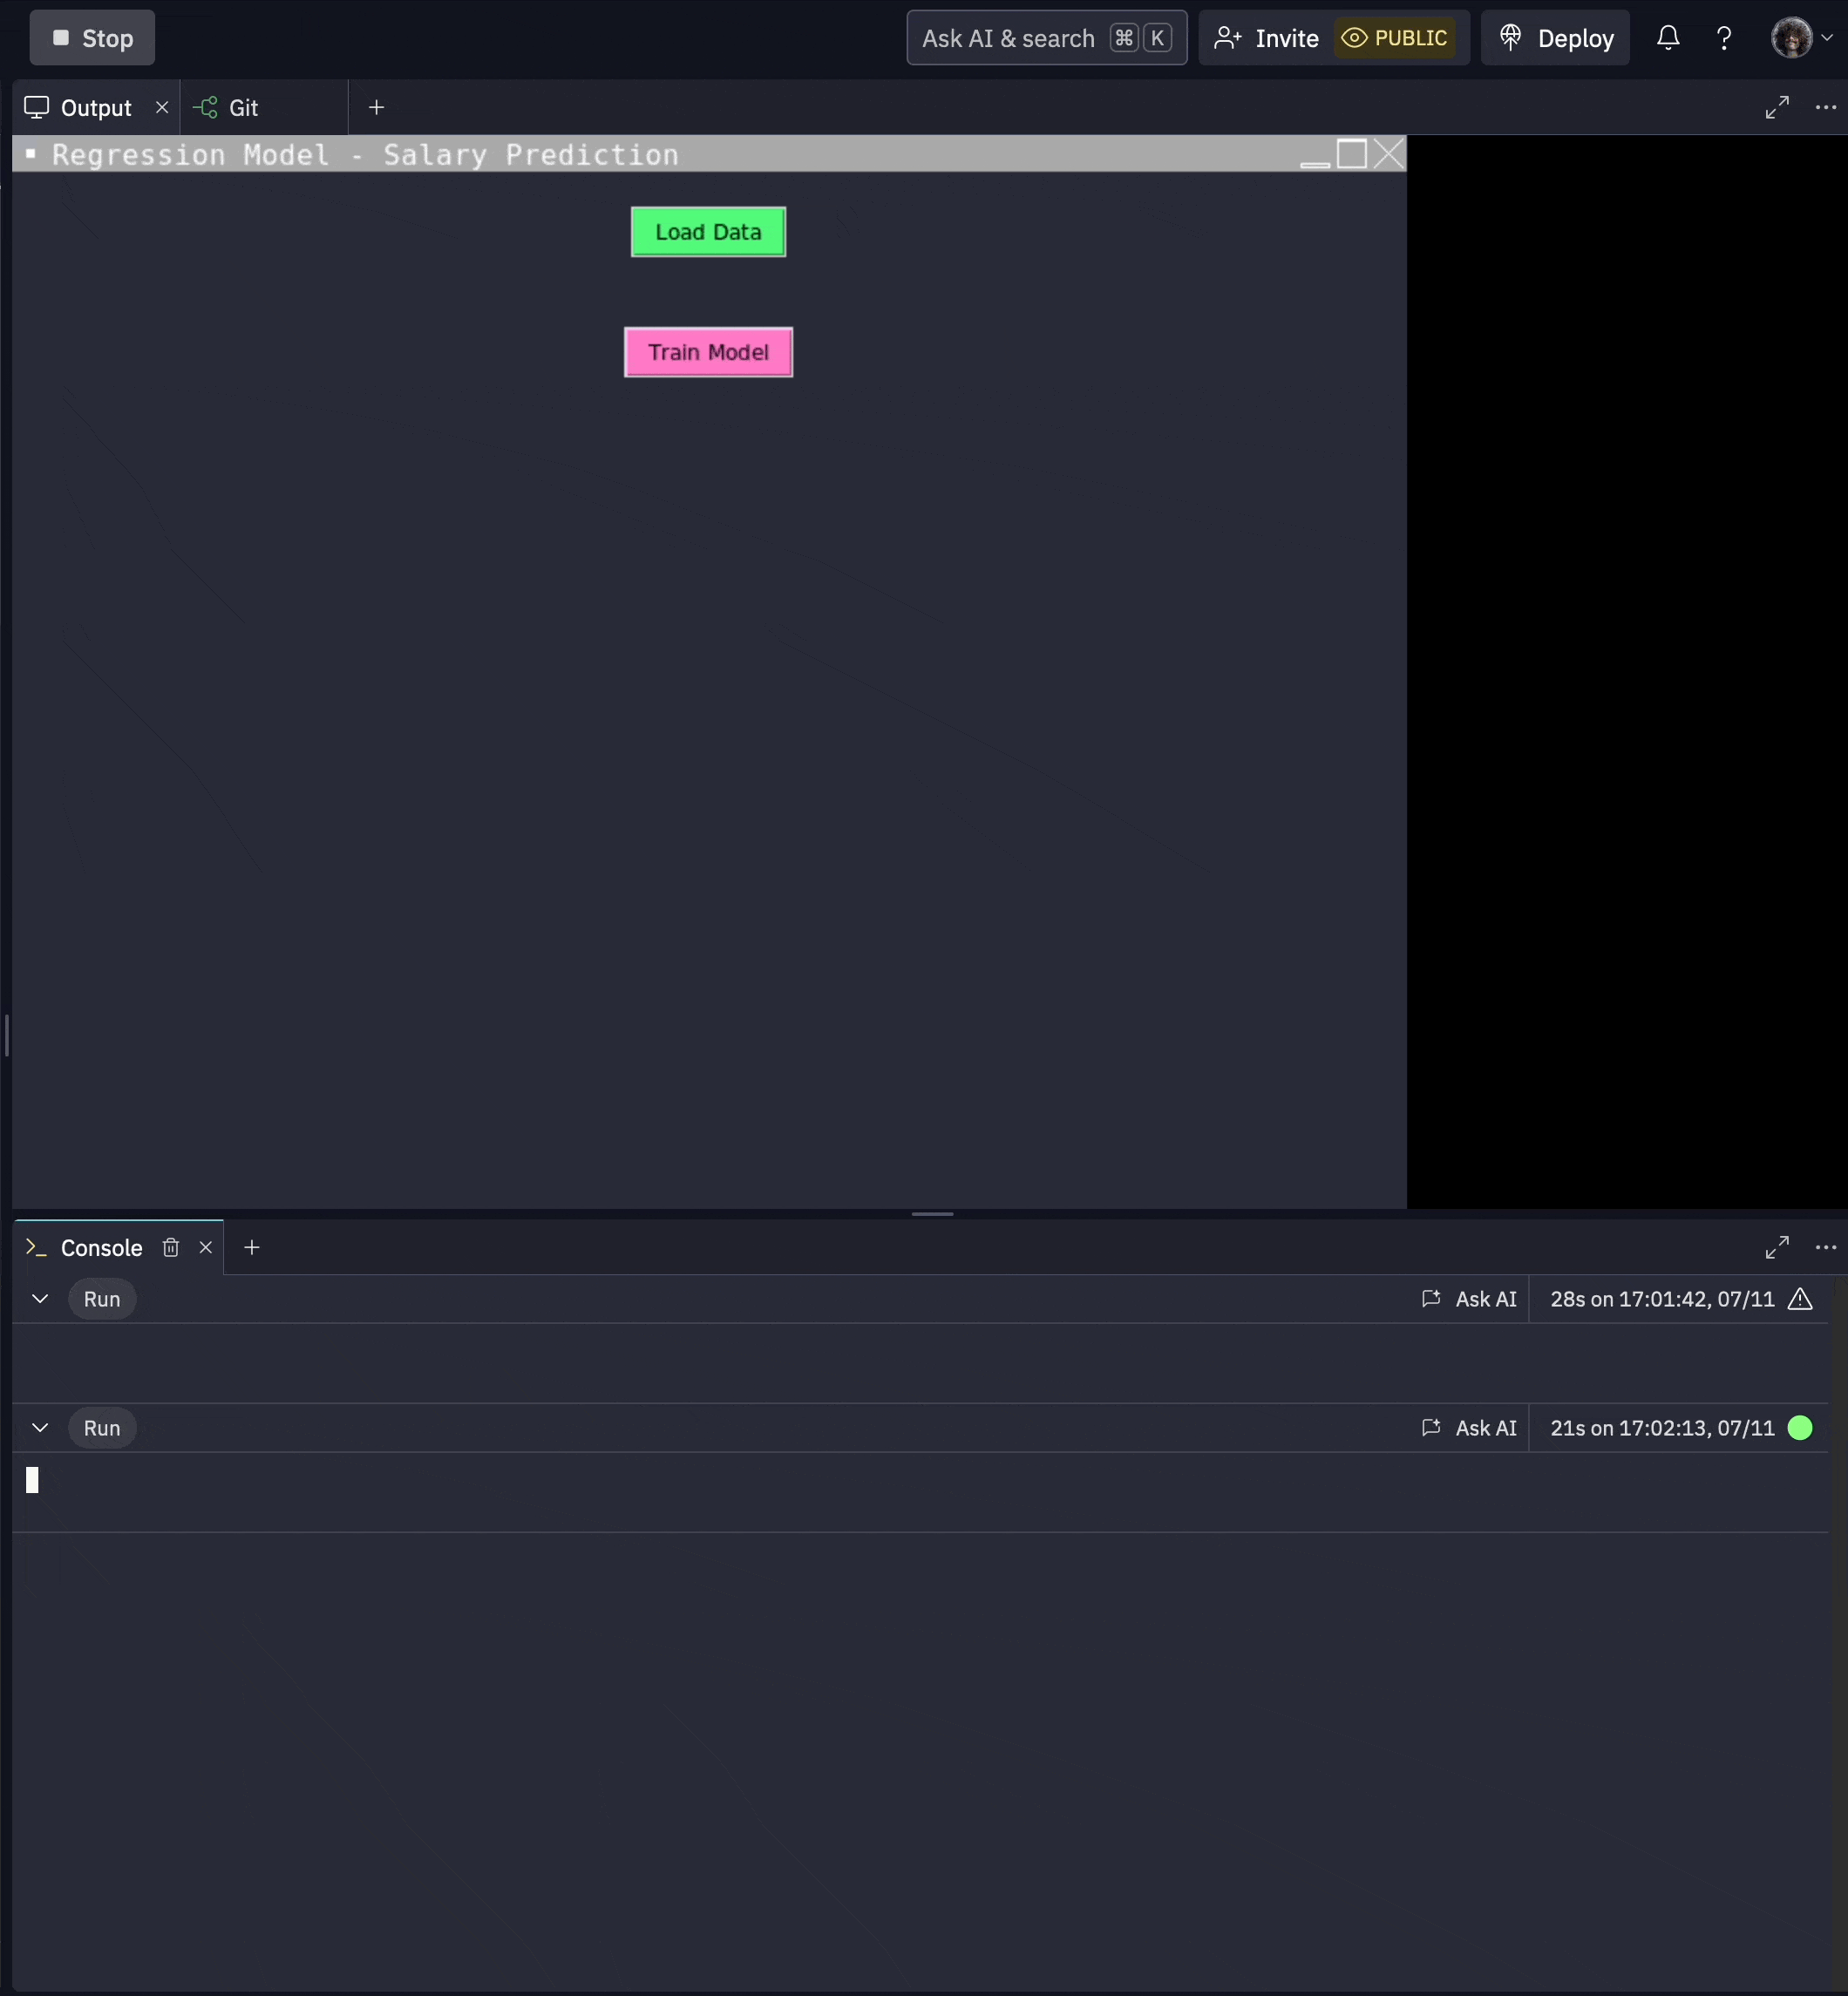 Stop
Ask AI & search ⌘ K
Invite
PUBLIC
Deploy
Output
Git
Regression Model - Salary Prediction
Load Data
Train Model
Console
Run
Ask AI
28s on 17:01:42, 07/11
Run
Ask AI
21s on 17:02:13, 07/11